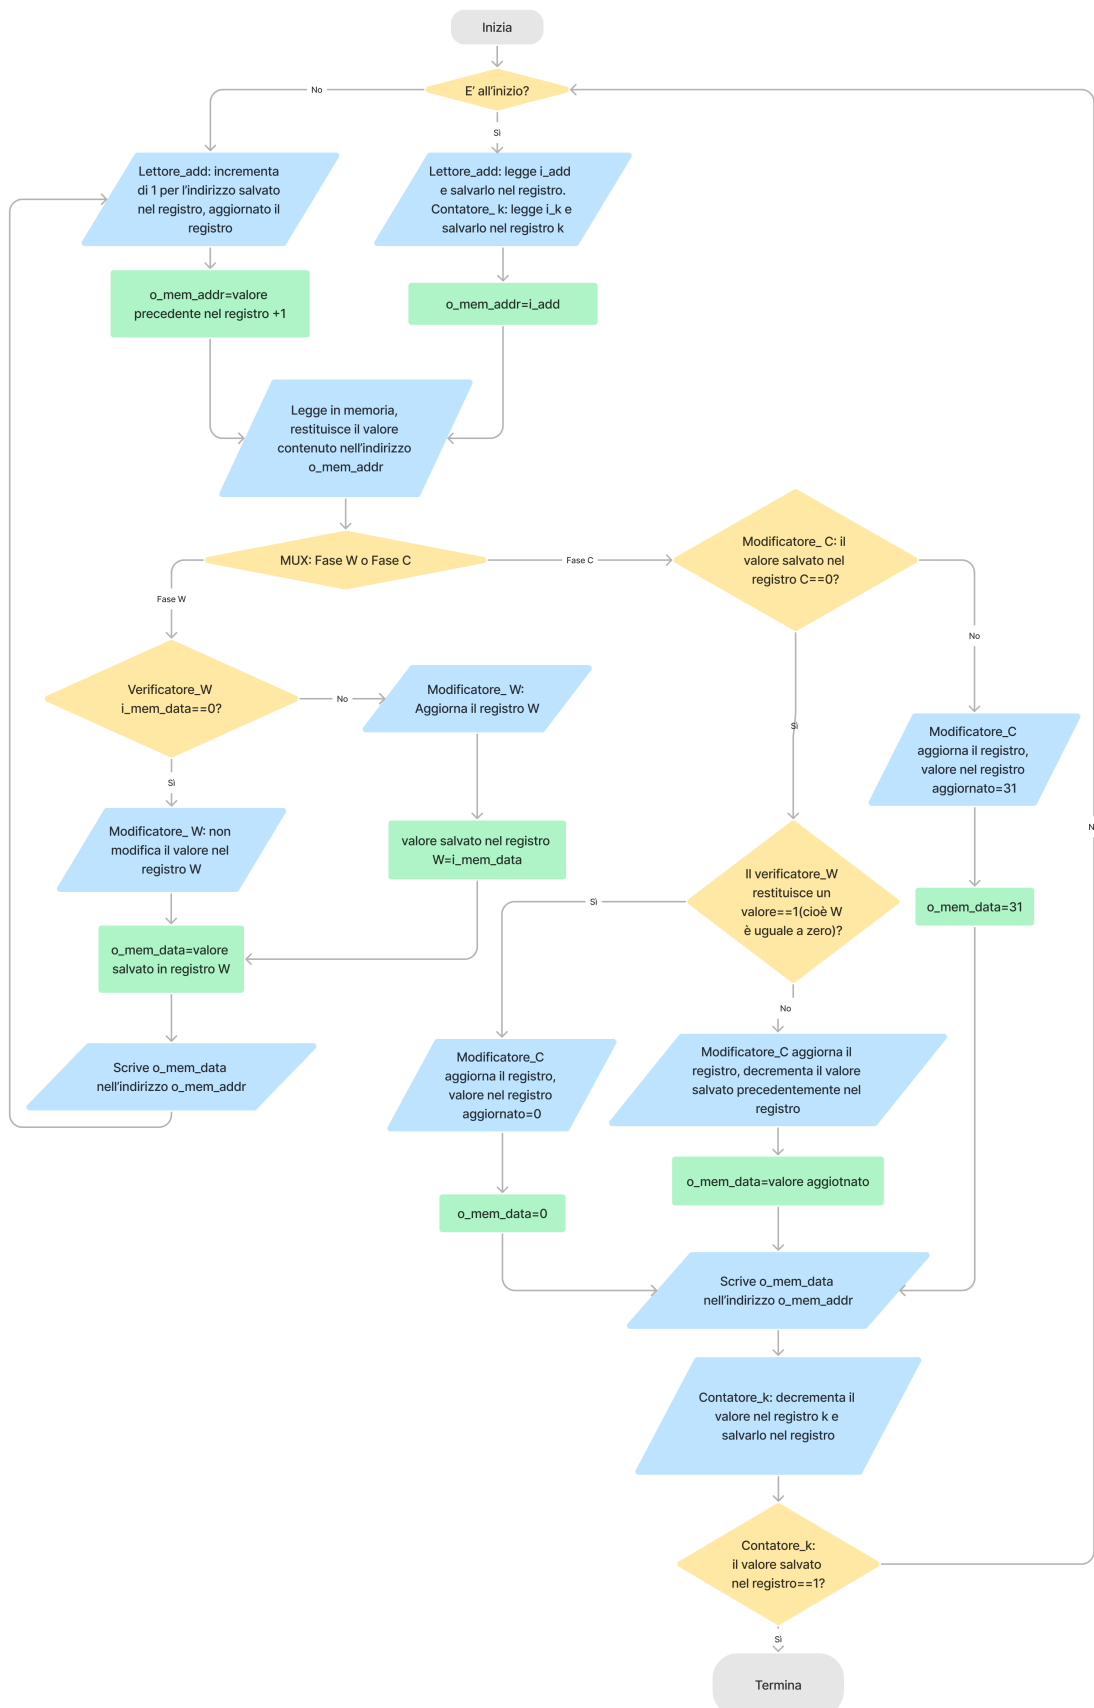 Inizia
E' all'inizio?
No
Sì
Lettore_add: incrementa
di 1 per l'indirizzo salvato
nel registro, aggiornato il
registro
Lettore_add: legge i_add
e salvarlo nel registro.
Contatore_ k: legge i_k e
salvarlo nel registro k
o_mem_addr=valore
precedente nel registro +1
o_mem_addr=i_add
Legge in memoria,
restituisce il valore
contenuto nell'indirizzo
o_mem_addr
MUX: Fase W o Fase C
Fase C
Fase W
Modificatore_ C: il
valore salvato nel
registro C==0?
No
Sì
Verificatore_W
i_mem_data==0?
No
Sì
Modificatore_ W:
Aggiorna il registro W
Modificatore_C
aggiorna il registro,
valore nel registro
aggiornato=31
Modificatore_ W: non
modifica il valore nel
registro W
valore salvato nel registro
W=i_mem_data
Il verificatore_W
restituisce un
valore==1(cioè W
è uguale a zero)?
Sì
No
o_mem_data=31
o_mem_data=valore
salvato in registro W
Scrive o_mem_data
nell'indirizzo o_mem_addr
Modificatore_C
aggiorna il registro,
valore nel registro
aggiornato=0
Modificatore_C aggiorna il
registro, decrementa il valore
salvato precedentemente nel
registro
o_mem_data=valore aggiotnato
o_mem_data=0
Scrive o_mem_data
nell'indirizzo o_mem_addr
Contatore_k: decrementa il
valore nel registro k e
salvarlo nel registro
Contatore_k:
il valore salvato
nel registro==1?
Sì
Termina